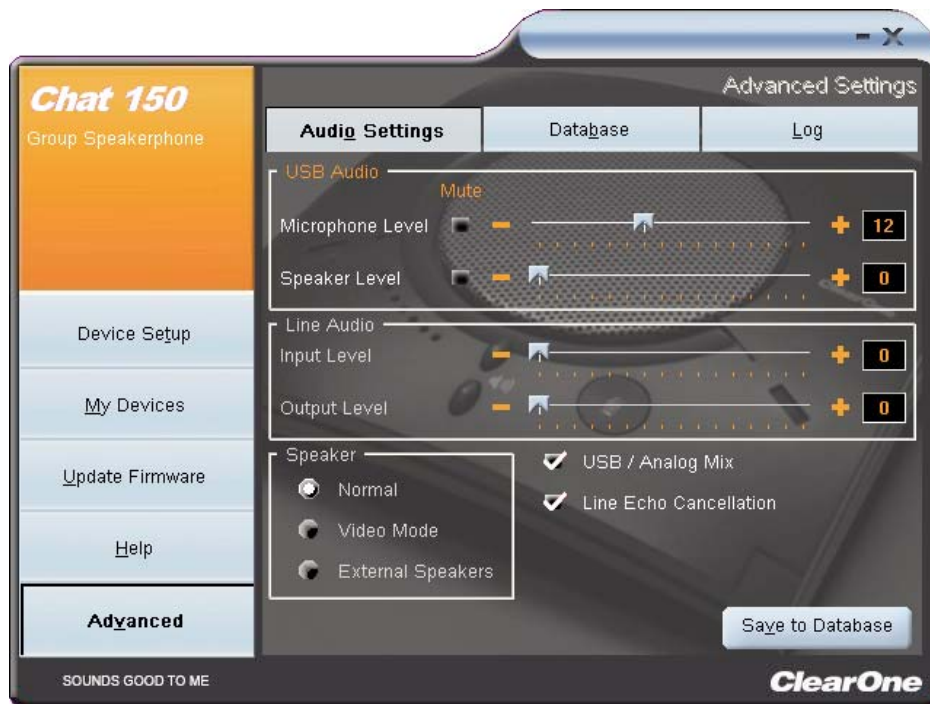 Chat 150
Group Speakerphone
Advanced Settings
Audio Settings
Database
Log
USB Audio
Mute
Microphone Level
12
Speaker Level
0
Line Audio
Input Level
0
Output Level
0
Speaker
Normal
Video Mode
External Speakers
USB / Analog Mix
Line Echo Cancellation
Device Setup
My Devices
Update Firmware
Help
Advanced
Save to Database
SOUNDS GOOD TO ME
ClearOne